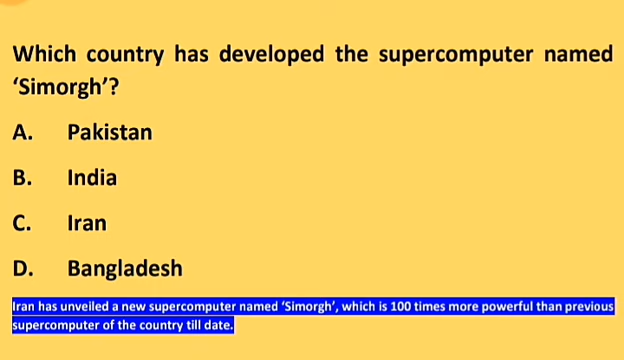 Which country has developed the supercomputer named
‘Simorgh’?
A. Pakistan
B. India
C. Iran
D. Bangladesh
Iran has unveiled a new supercomputer named ‘Simorgh’, which is 100 times more powerful than previous
supercomputer of the country till date.